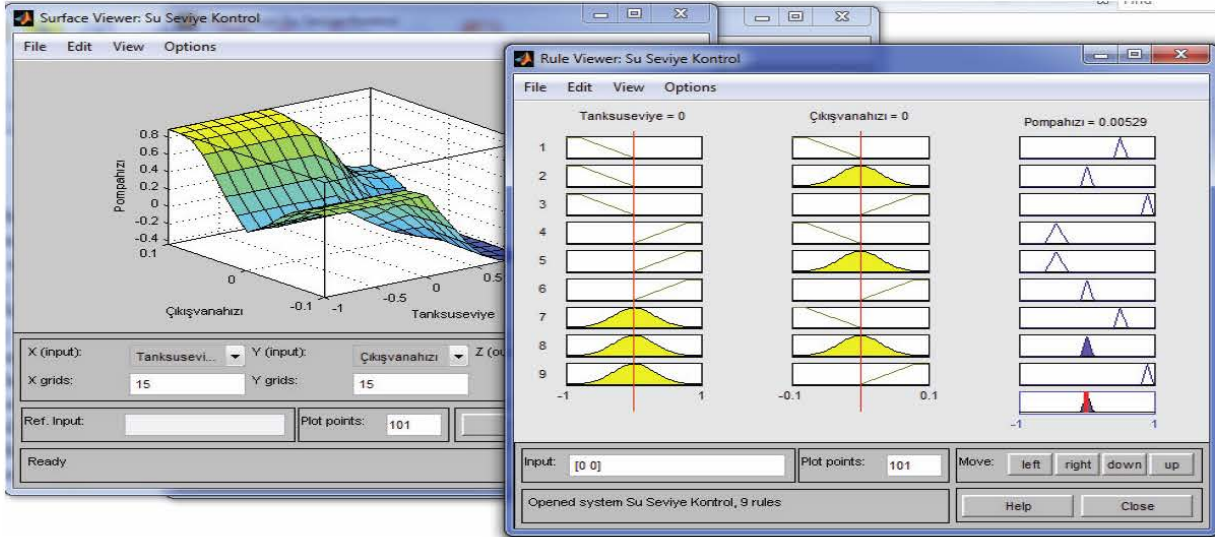 Surface Viewer: Su Seviye Kontrol
File Edit View Options
0.8
0.6
0.4
0.2
0
-0.2
-0.4
Pompahızı
0.1
0
-0.1
Çıkışvanahızı
-1
-0.5
0
0.5
Tanksuseviye
X (input):
Tanksusevi...
Y (input):
Çıkışvanahızı
X grids:
15
Y grids:
15
Ref. Input:
Plot points:
101
Ready
Rule Viewer: Su Seviye Kontrol
File Edit View Options
Tanksuseviye = 0
Çıkışvanahızı = 0
Pompahızı = 0.00529
1
2
3
4
5
6
7
8
9
-1
1
-0.1
0.1
-1
1
Input:
[0 0]
Plot points:
101
Move:
left
right
down
up
Opened system Su Seviye Kontrol, 9 rules
Help
Close